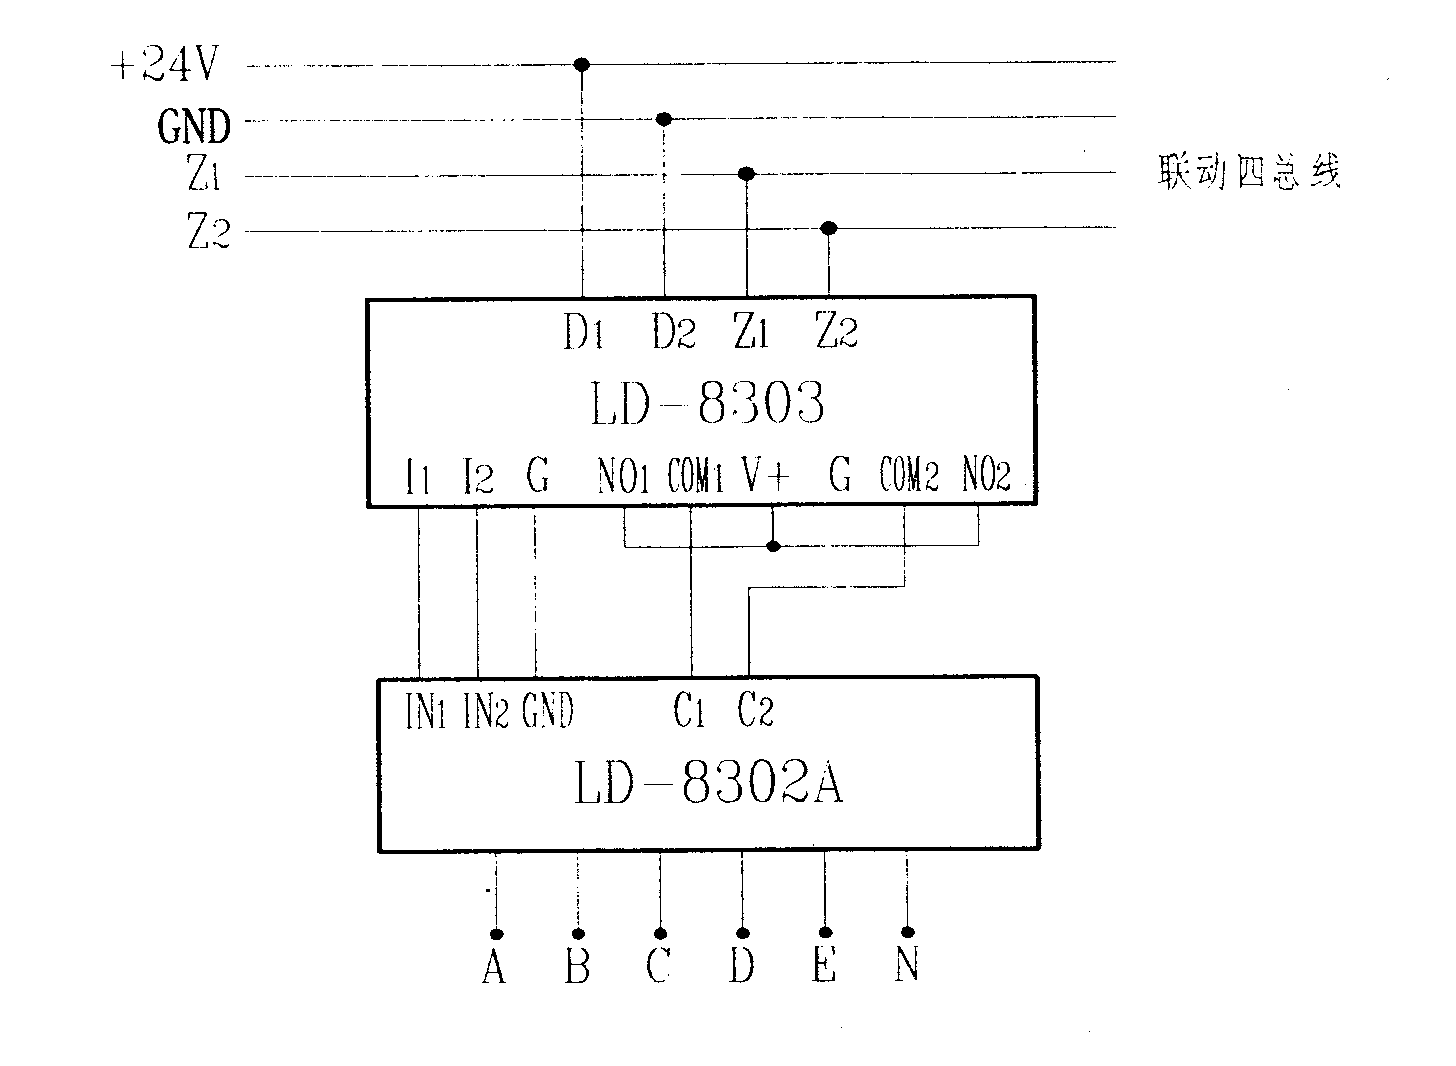 +24V
GND
Z1
联动四总线
Z2
D1 D2 Z1 Z2
LD-8303
I1 I2 G NO1 COM1 V+ G COM2 NO2
IN1 IN2 GND C1 C2
LD-8302A
A B C D E N